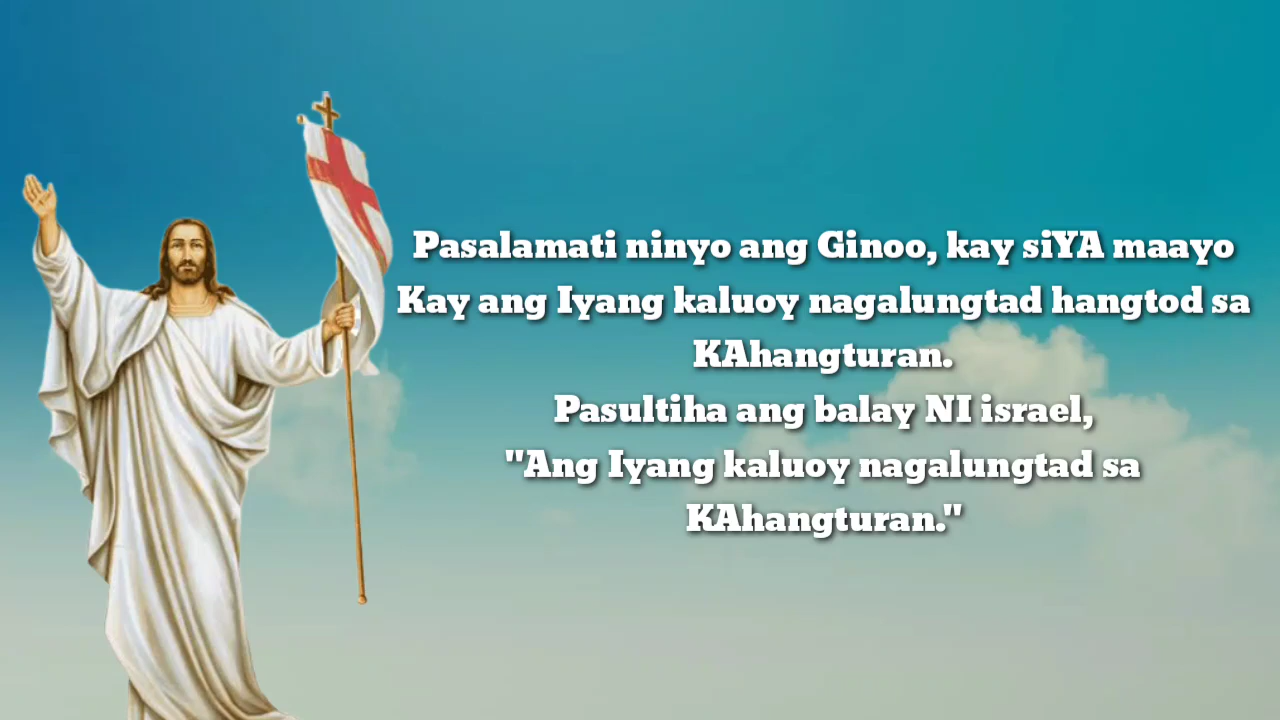 Pasalamati ninyo ang Ginoo, kay siYA maayo
Kay ang Iyang kaluoy nagalungtad hangtod sa
KAhangturan.
Pasultiha ang balay NI israel,
"Ang Iyang kaluoy nagalungtad sa
KAhangturan."